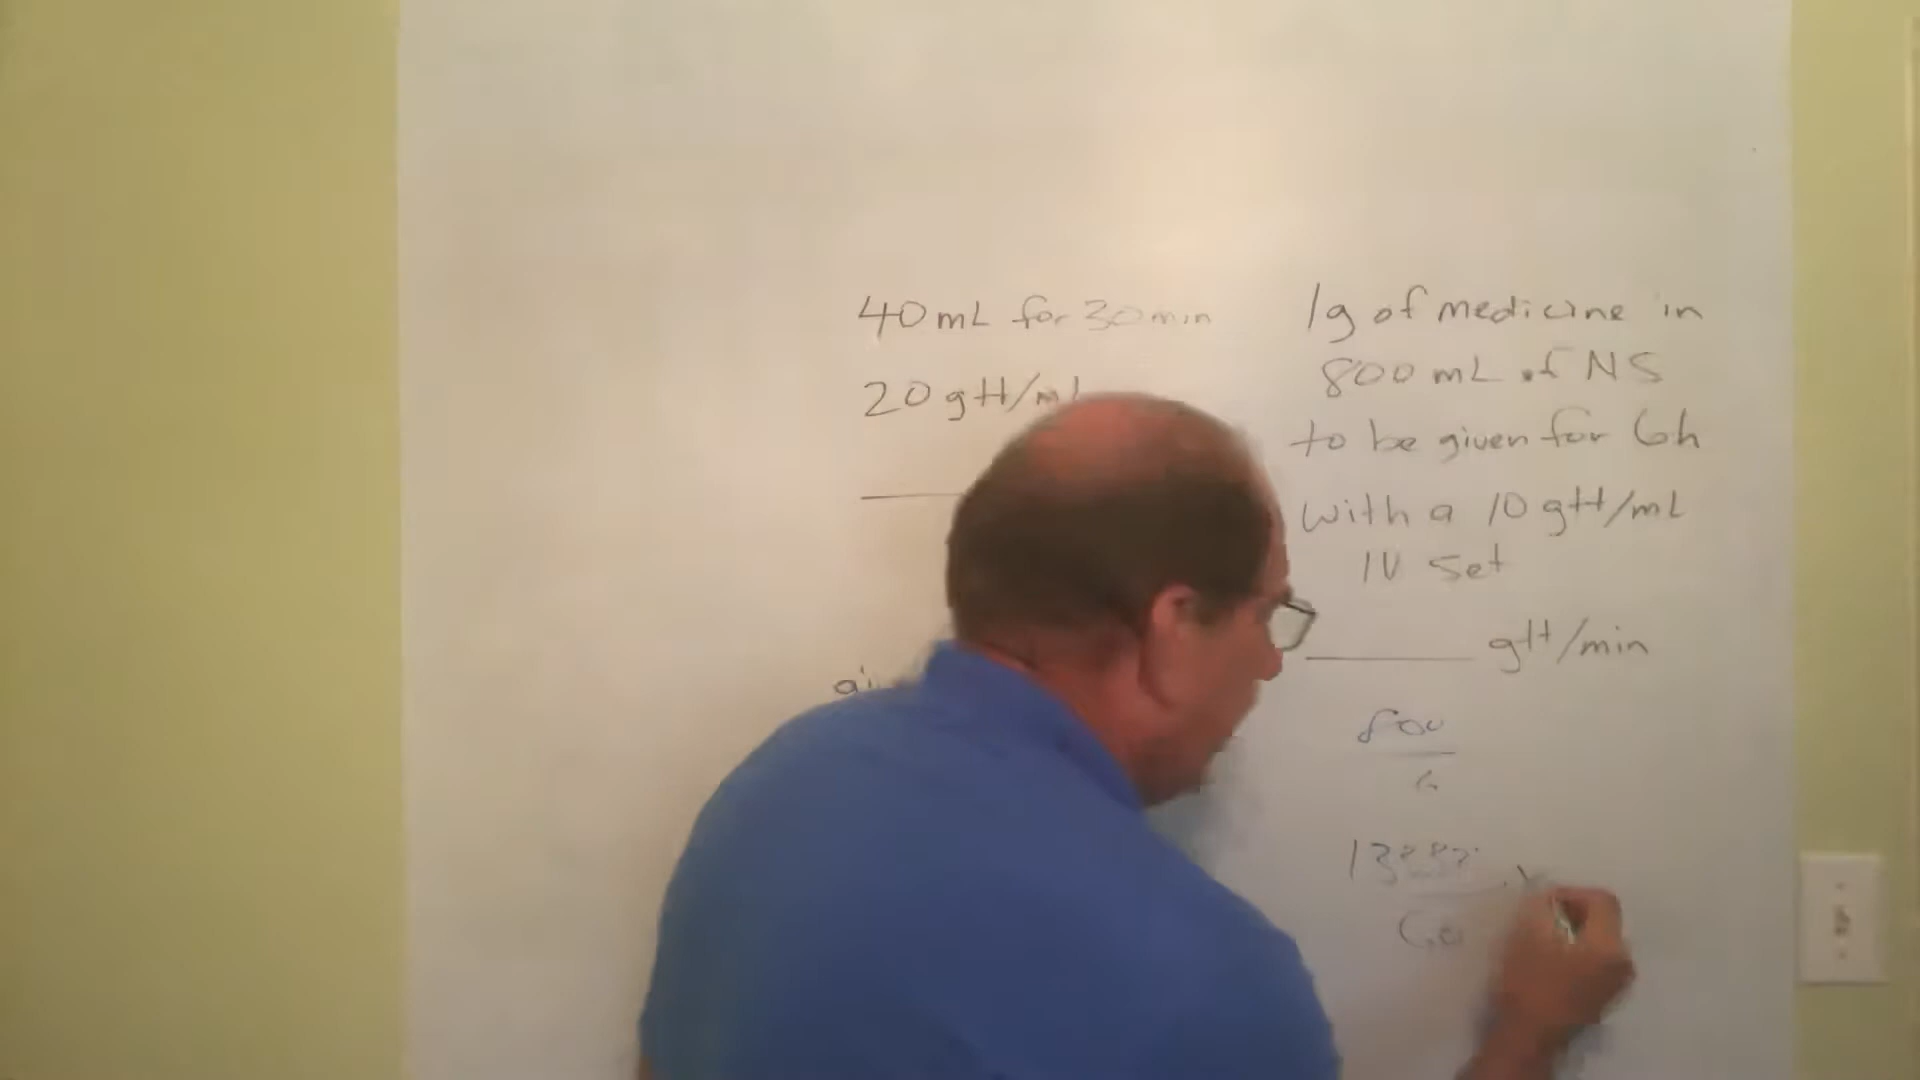 40 mL for 30 min
20 gtt/mL
1g of medicine in
800 mL of NS
to be given for 6h
with a 10 gtt/mL
IV set
gtt/min
800
6
60